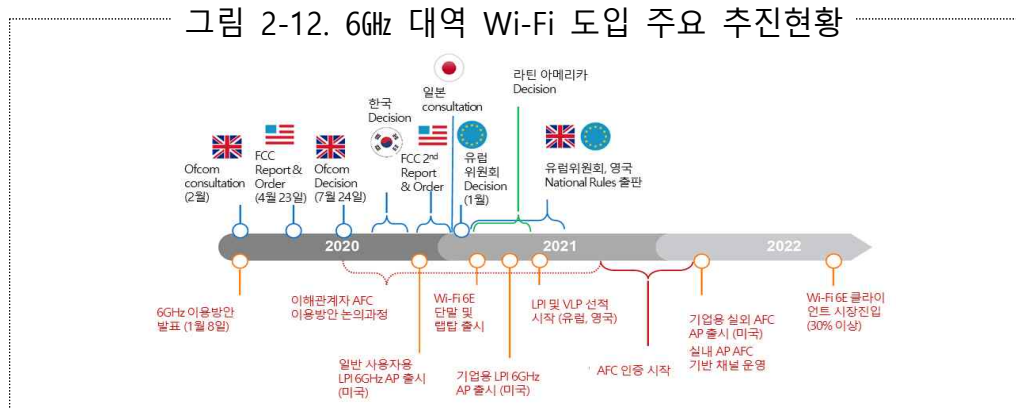 그림 2-12. 6㎓ 대역 Wi-Fi 도입 주요 추진현황
Ofcom
consultation
(2월)
FCC
Report &
Order
(4월 23일)
Ofcom
Decision
(7월 24일)
한국
Decision
FCC 2nd
Report
& Order
일본
consultation
유럽
위원회
Decision
(1월)
라틴 아메리카
Decision
유럽위원회, 영국
National Rules 출판
2020
2021
2022
6GHz 이용방안
발표 (1월 8일)
이해관계자 AFC
이용방안 논의과정
일반 사용자용
LPI 6GHz AP 출시
(미국)
Wi-Fi 6E
단말 및
랩탑 출시
기업용 LPI 6GHz
AP 출시 (미국)
LPI 및 VLP 선적
시작 (유럽, 영국)
AFC 인증 시작
기업용 실외 AFC
AP 출시 (미국)
실내 AP AFC
기반 채널 운영
Wi-Fi 6E 클라이
언트 시장진입
(30% 이상)